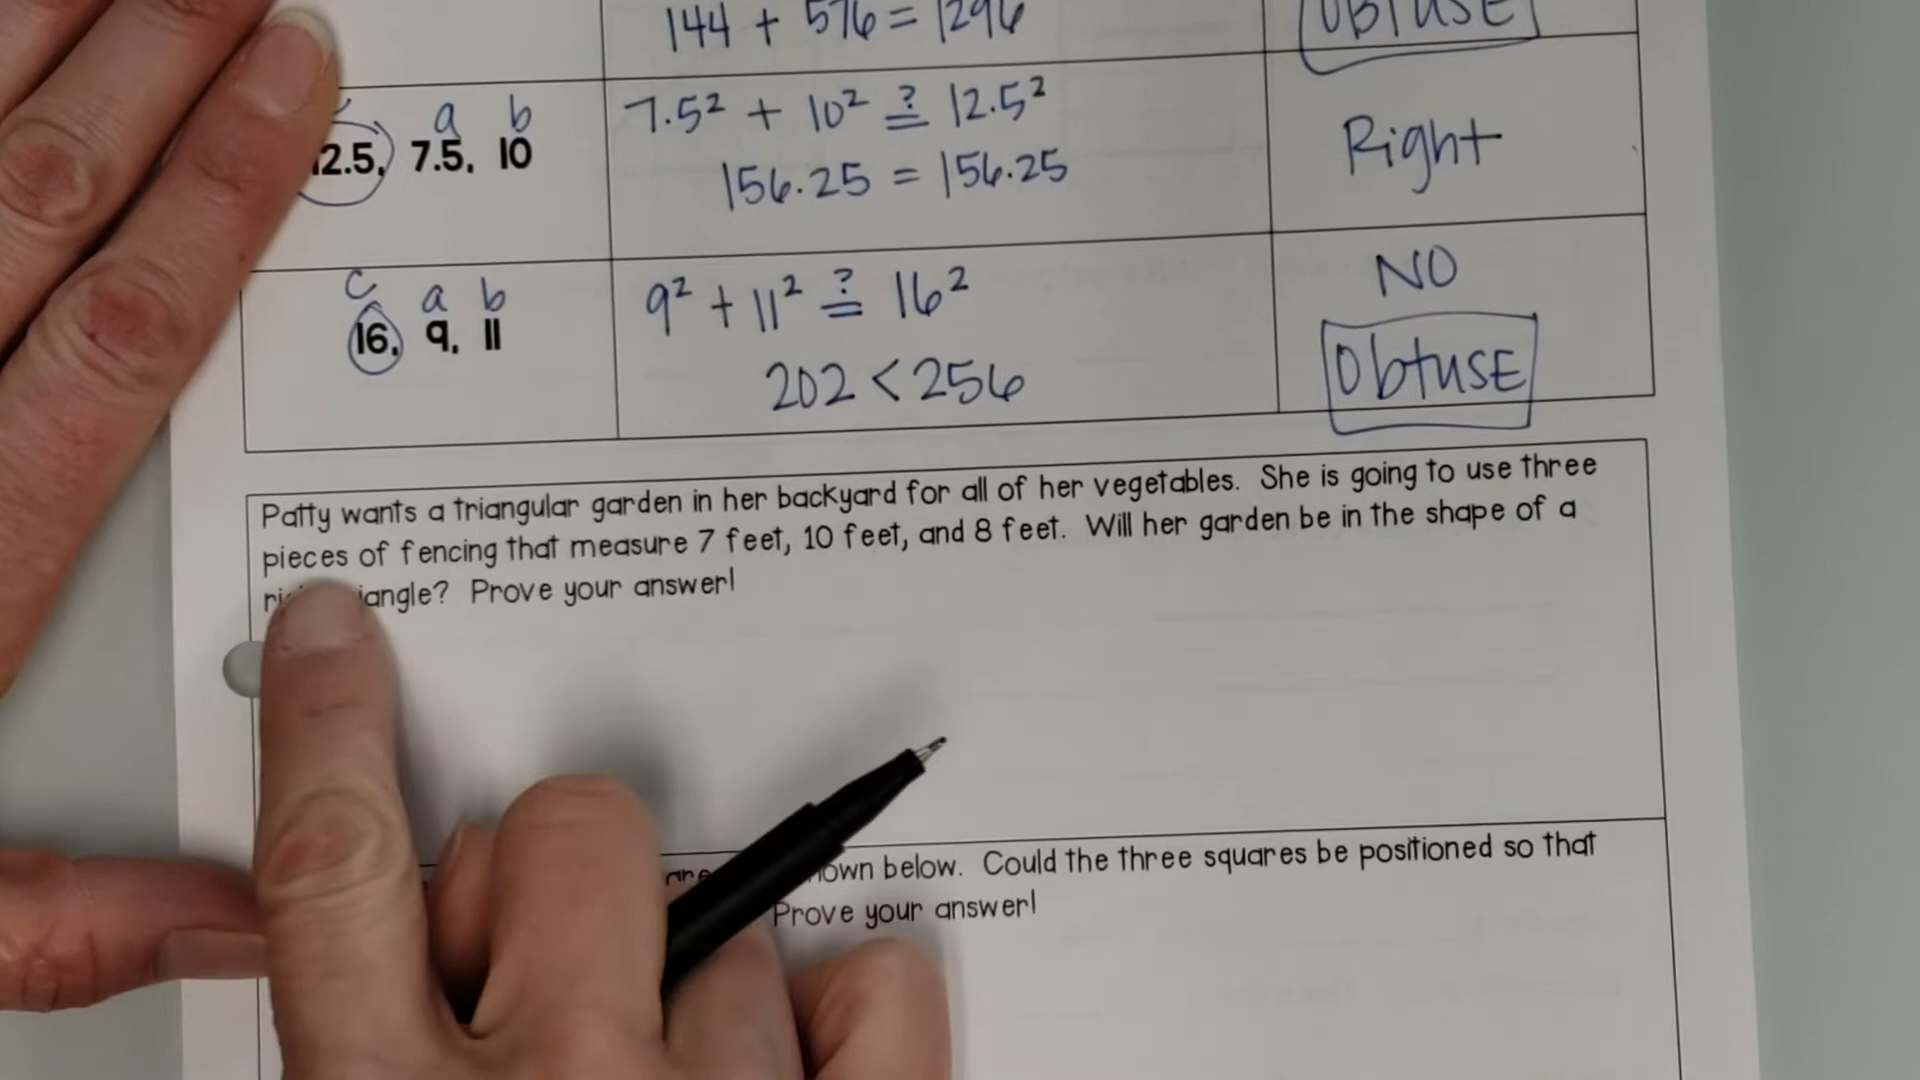 144 + 576 = 1296
Obtuse
c a b
12.5, 7.5, 10
7.5² + 10² ≟ 12.5²
156.25 = 156.25
Right
c a b
16, 9, 11
9² + 11² ≟ 16²
202 < 256
NO
ObtusE
Patty wants a triangular garden in her backyard for all of her vegetables. She is going to use three
pieces of fencing that measure 7 feet, 10 feet, and 8 feet. Will her garden be in the shape of a
angle? Prove your answer!
below. Could the three squares be positioned so that
Prove your answer!